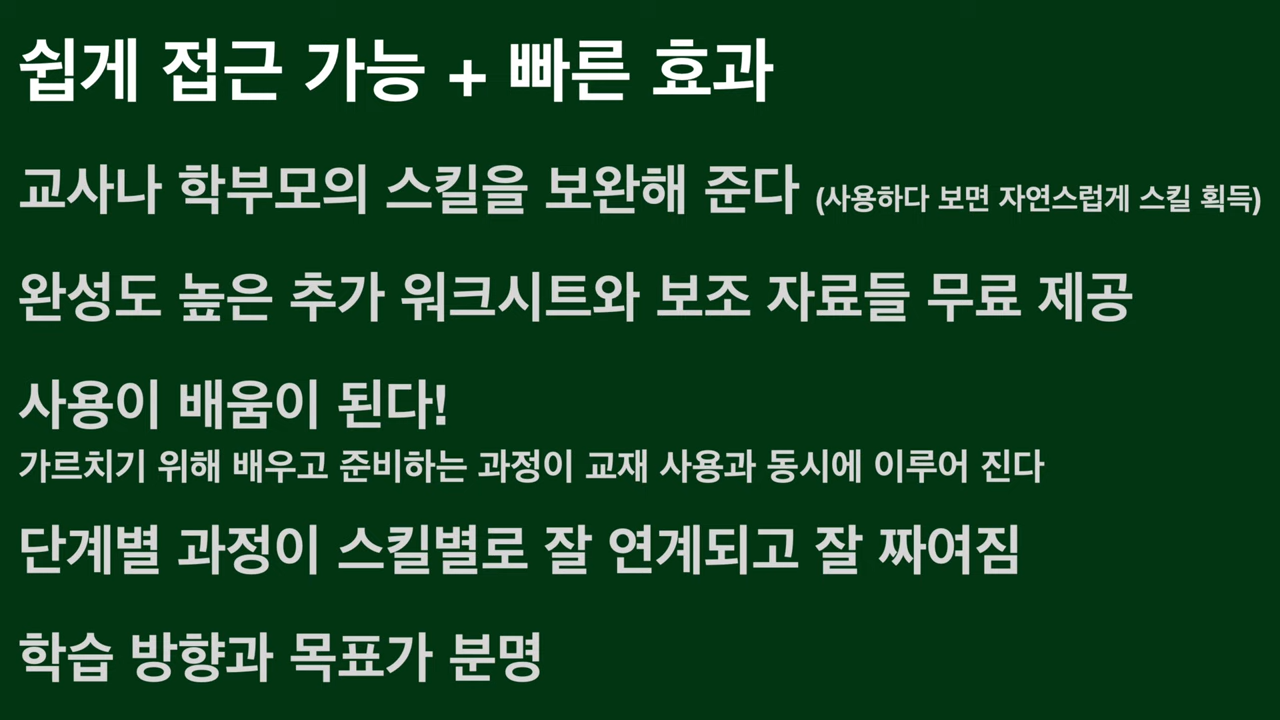 쉽게 접근 가능 + 빠른 효과
교사나 학부모의 스킬을 보완해 준다 (사용하다 보면 자연스럽게 스킬 획득)
완성도 높은 추가 워크시트와 보조 자료들 무료 제공
사용이 배움이 된다!
가르치기 위해 배우고 준비하는 과정이 교재 사용과 동시에 이루어 진다
단계별 과정이 스킬별로 잘 연계되고 잘 짜여짐
학습 방향과 목표가 분명